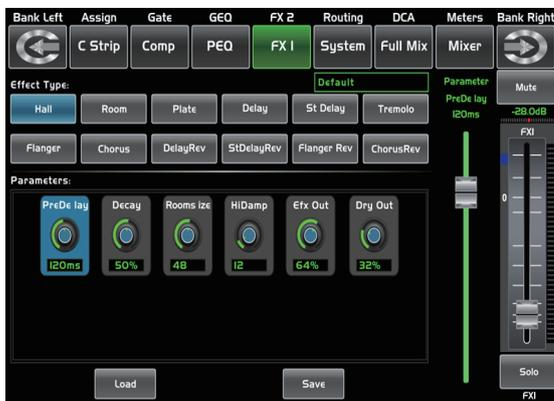 Bank Left Assign Gate GEQ FX 2 Routing DCA Meters Bank Right
C Strip Comp PEQ FX 1 System Full Mix Mixer
Effect Type: Default Parameter Mute
PreDe lay
Hall Room Plate Delay St Delay Tremolo 120ms -28.0dB
FX1
Flanger Chorus DelayRev StDelayRev Flanger Rev ChorusRev
Parameters:
PreDe lay Decay Rooms ize HiDamp Efx Out Dry Out 0
120ms 50% 48 12 64% 32%
Load Save Solo
FX1